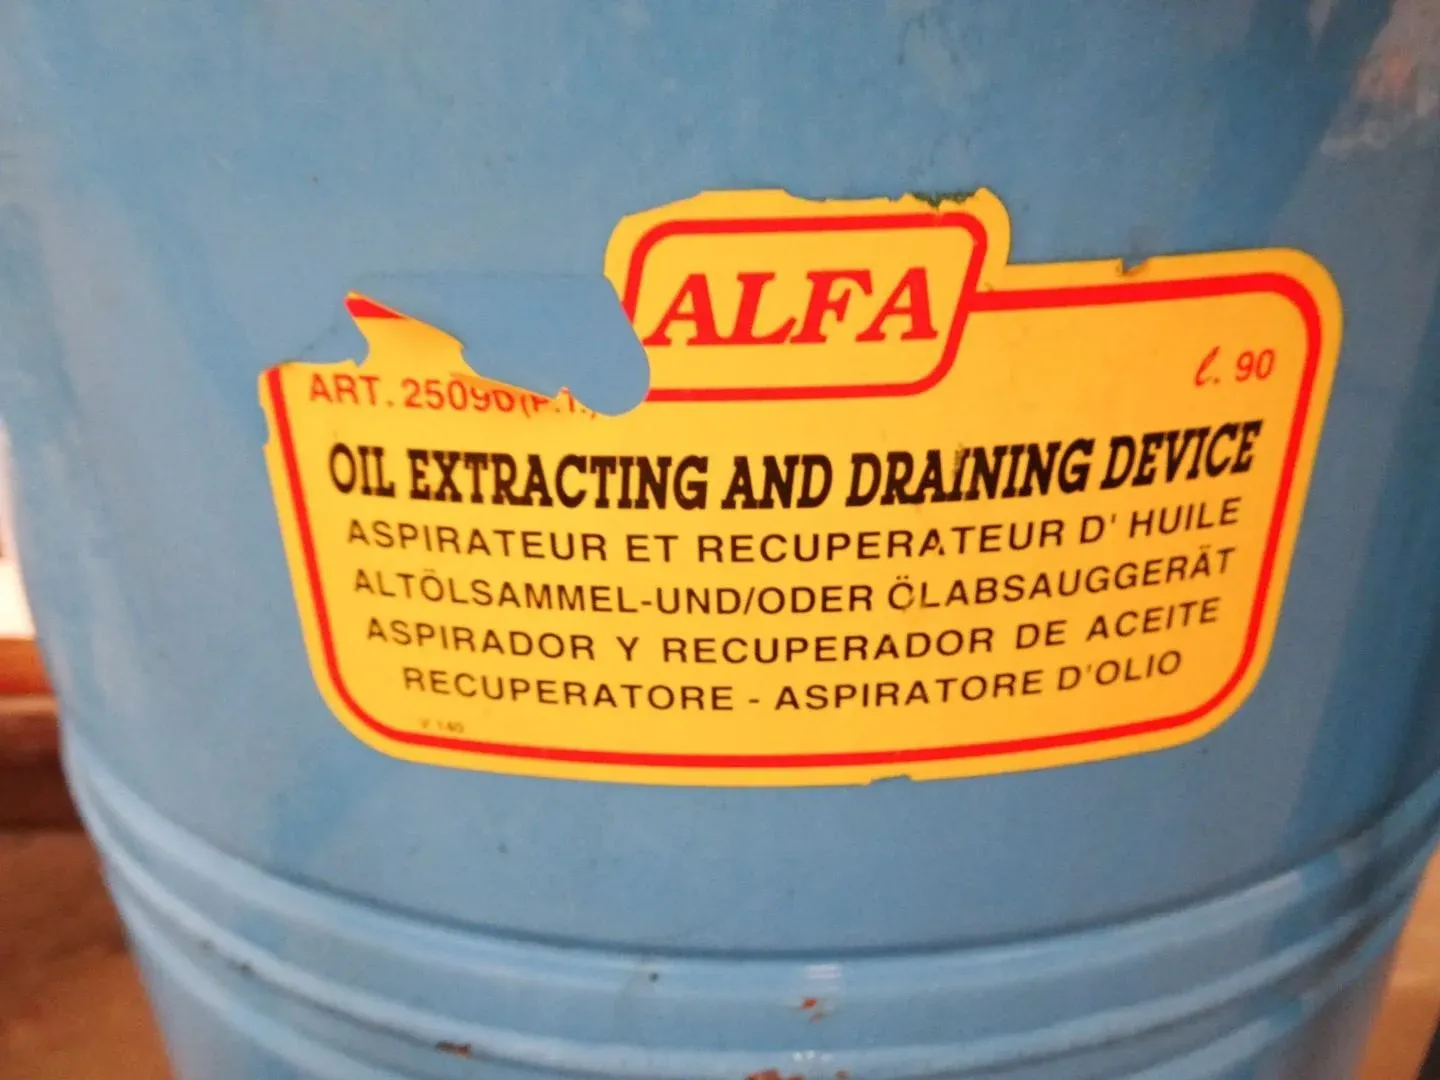 ALFA
ART. 25090 (P.T.)
ℓ. 90
OIL EXTRACTING AND DRAINING DEVICE
ASPIRATEUR ET RECUPERATEUR D' HUILE
ALTÖLSAMMEL-UND/ODER ÖLABSAUGGERÄT
ASPIRADOR Y RECUPERADOR DE ACEITE
RECUPERATORE - ASPIRATORE D'OLIO
V 140